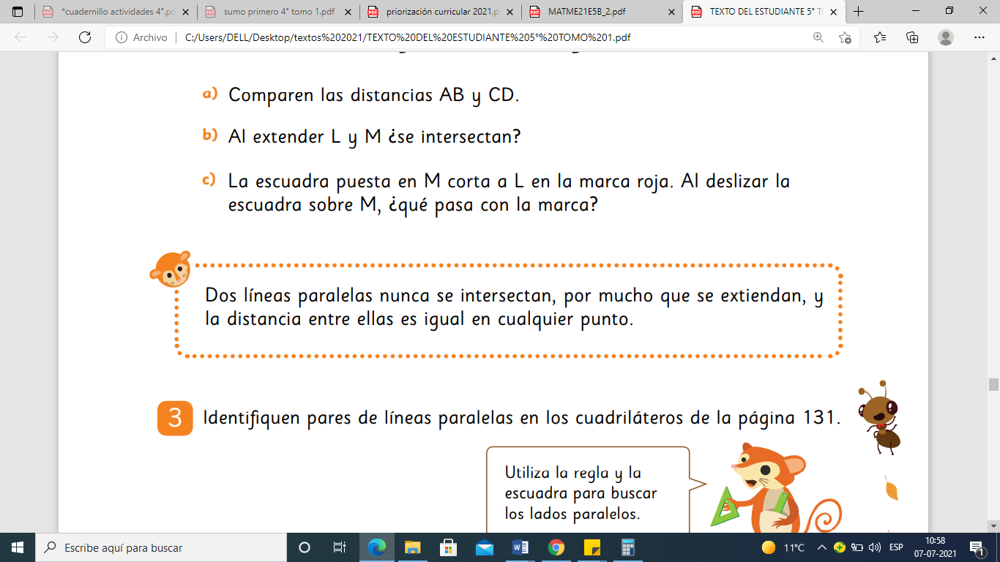 *cuadernillo actividades 4°.pd
sumo primero 4° tomo 1.pdf
priorización curricular 2021.p
MATME21E5B_2.pdf
TEXTO DEL ESTUDIANTE 5° T
Archivo
C:/Users/DELL/Desktop/textos%202021/TEXTO%20DEL%20ESTUDIANTE%205°%20TOMO%201.pdf
a) Comparen las distancias AB y CD.
b) Al extender L y M ¿se intersectan?
c) La escuadra puesta en M corta a L en la marca roja. Al deslizar la
escuadra sobre M, ¿qué pasa con la marca?
Dos líneas paralelas nunca se intersectan, por mucho que se extiendan, y
la distancia entre ellas es igual en cualquier punto.
3 Identifiquen pares de líneas paralelas en los cuadriláteros de la página 131.
Utiliza la regla y la
escuadra para buscar
los lados paralelos.
Escribe aquí para buscar
11°C
ESP
10:58
07-07-2021
1